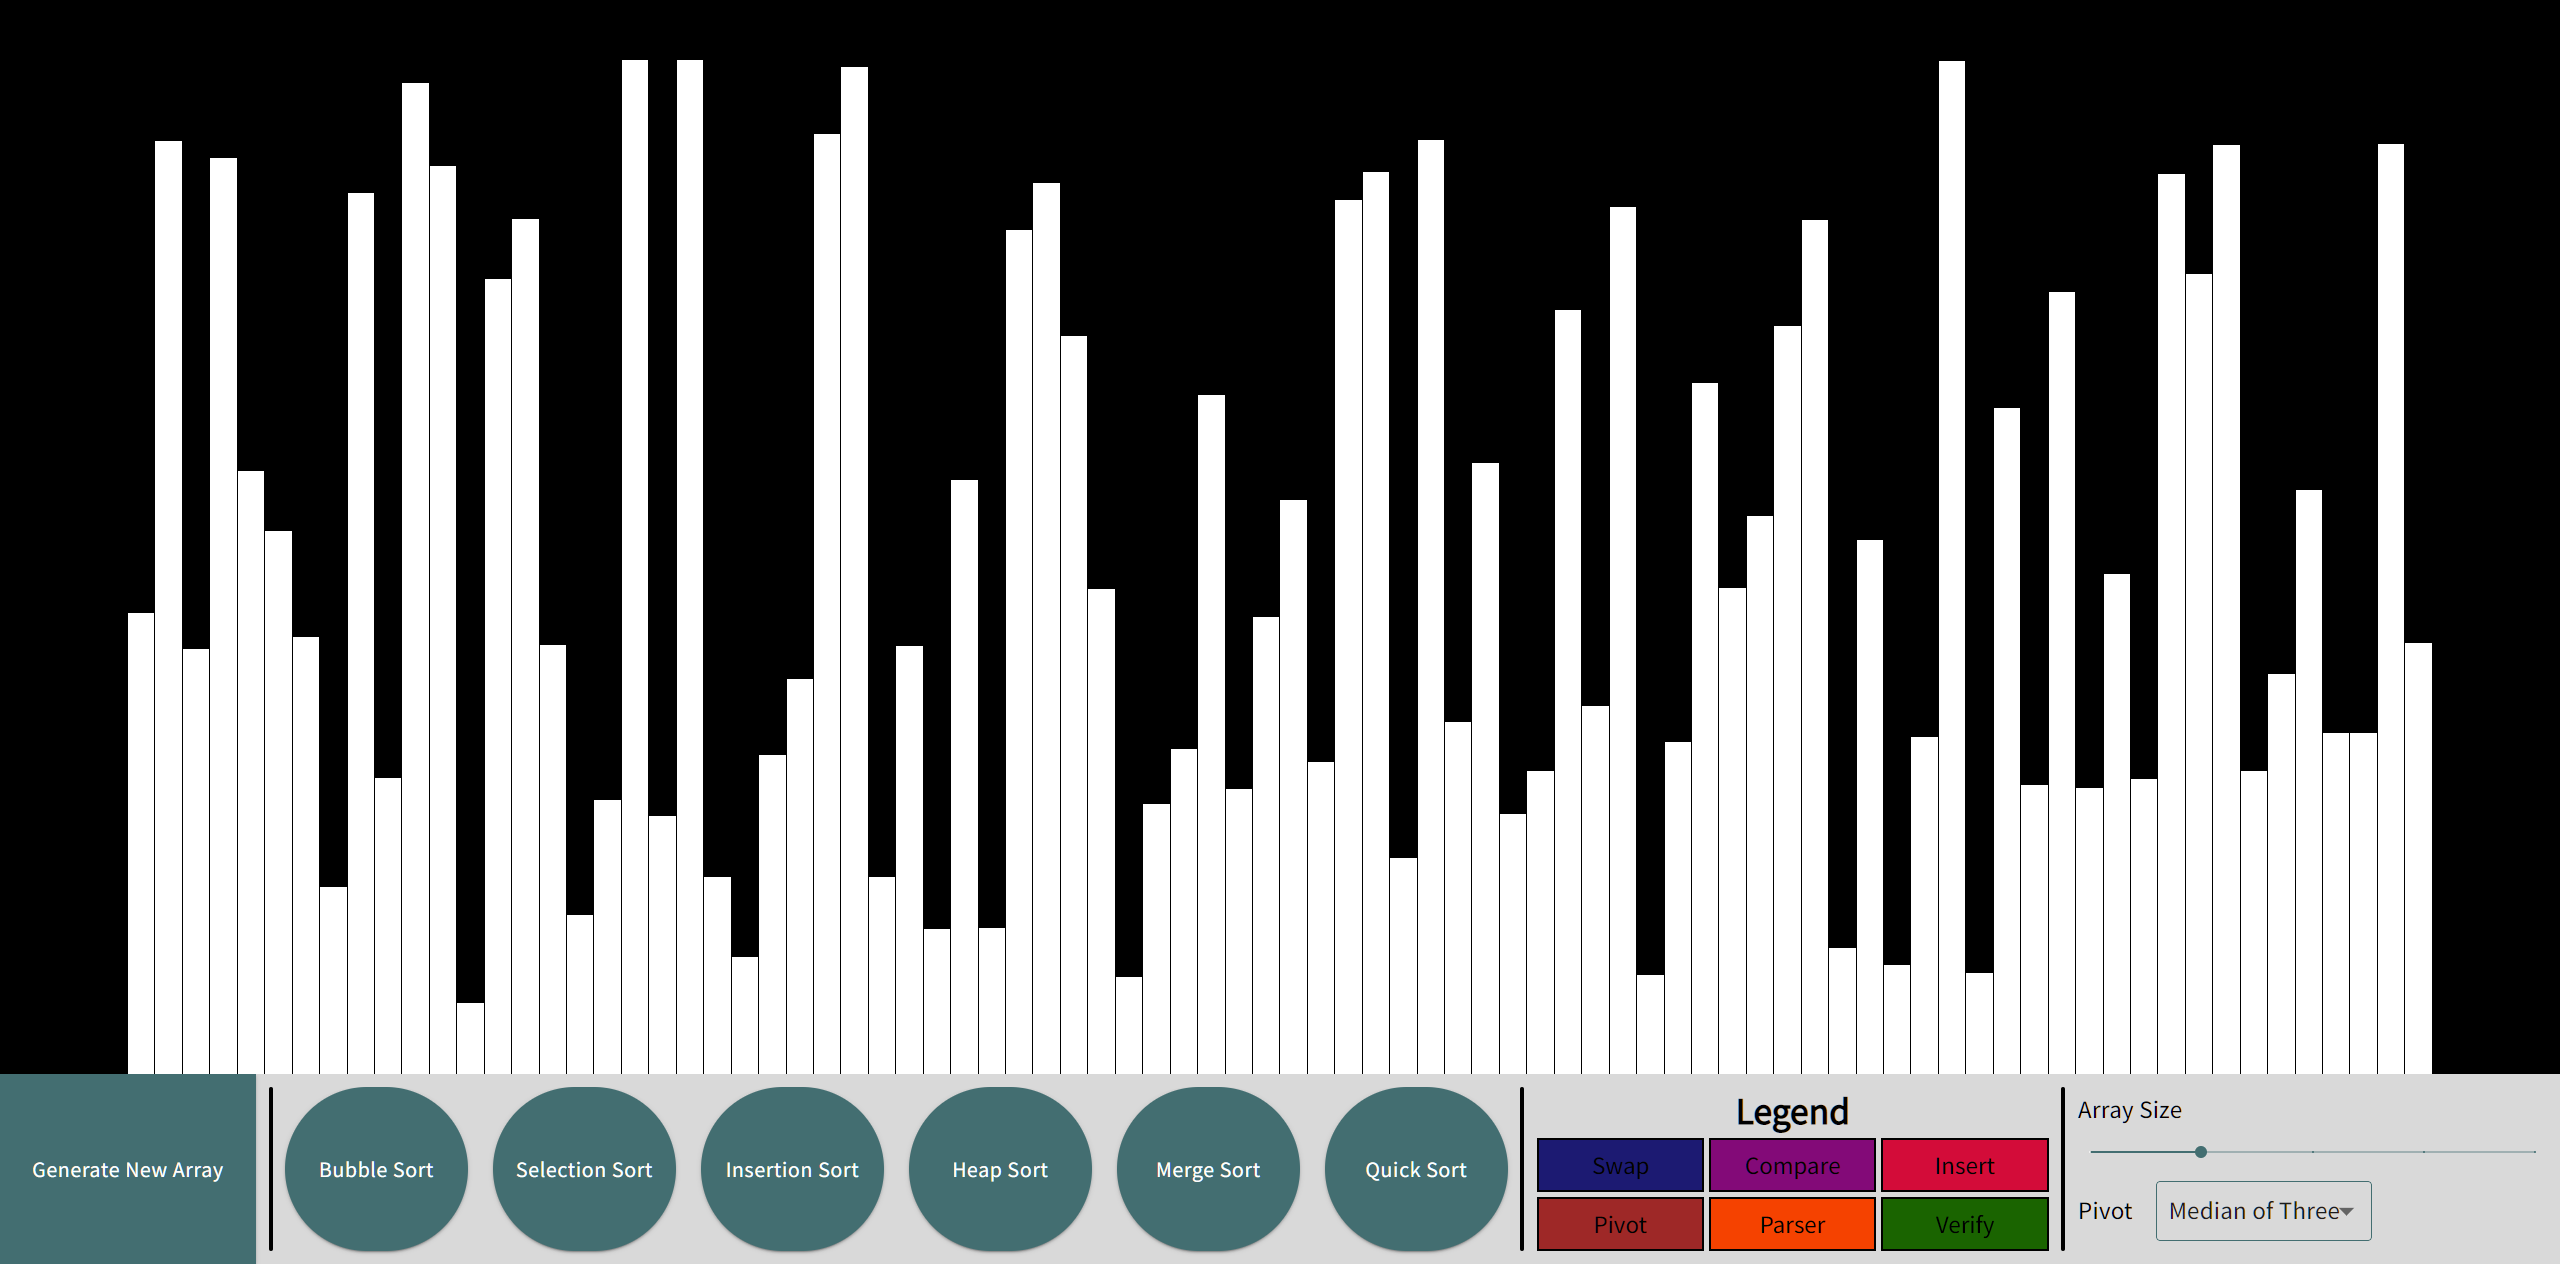 Generate New Array
Bubble Sort
Selection Sort
Insertion Sort
Heap Sort
Merge Sort
Quick Sort
Legend
Swap
Compare
Insert
Pivot
Parser
Verify
Array Size
Pivot
Median of Three